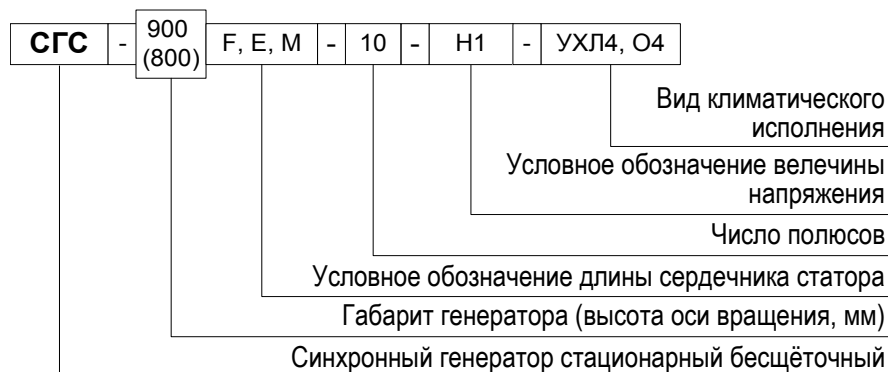 СГС - 900 (800) F, E, M - 10 - Н1 - УХЛ4, О4
Вид климатического
исполнения
Условное обозначение велечины
напряжения
Число полюсов
Условное обозначение длины сердечника статора
Габарит генератора (высота оси вращения, мм)
Синхронный генератор стационарный бесщёточный